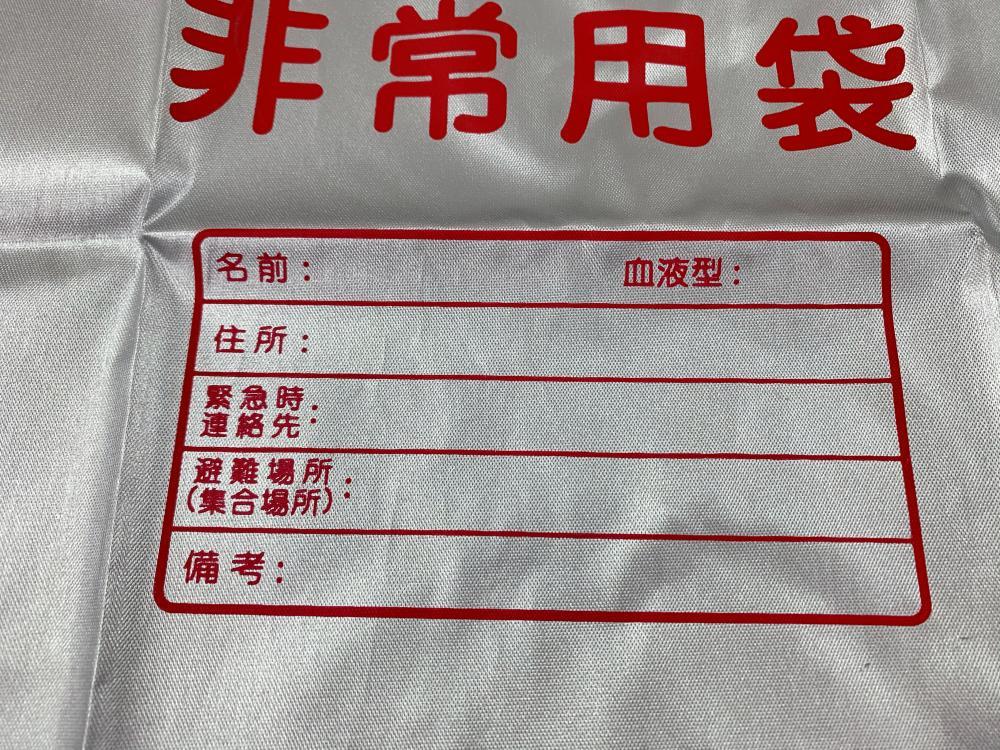 非常用袋
名前： 血液型：
住所：
緊急時
連絡先：
避難場所
(集合場所)：
備考：